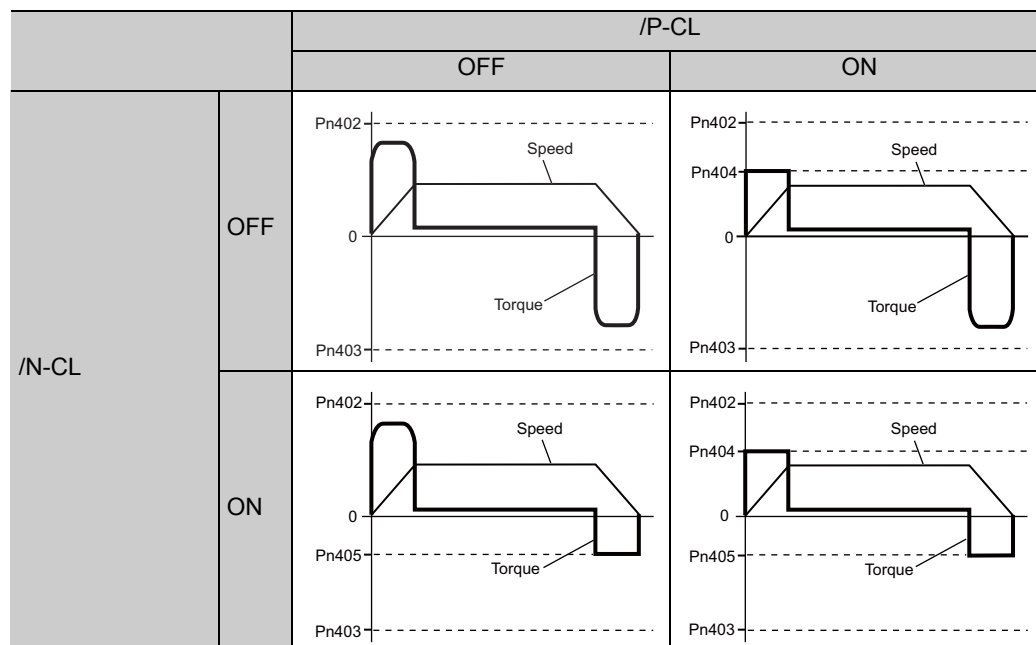 /P-CL
OFF
ON
/N-CL
OFF
Pn402
Speed
0
Torque
Pn403
Pn402
Speed
Pn404
0
Torque
Pn403
ON
Pn402
Speed
0
Pn405
Torque
Pn403
Pn402
Speed
Pn404
0
Pn405
Torque
Pn403